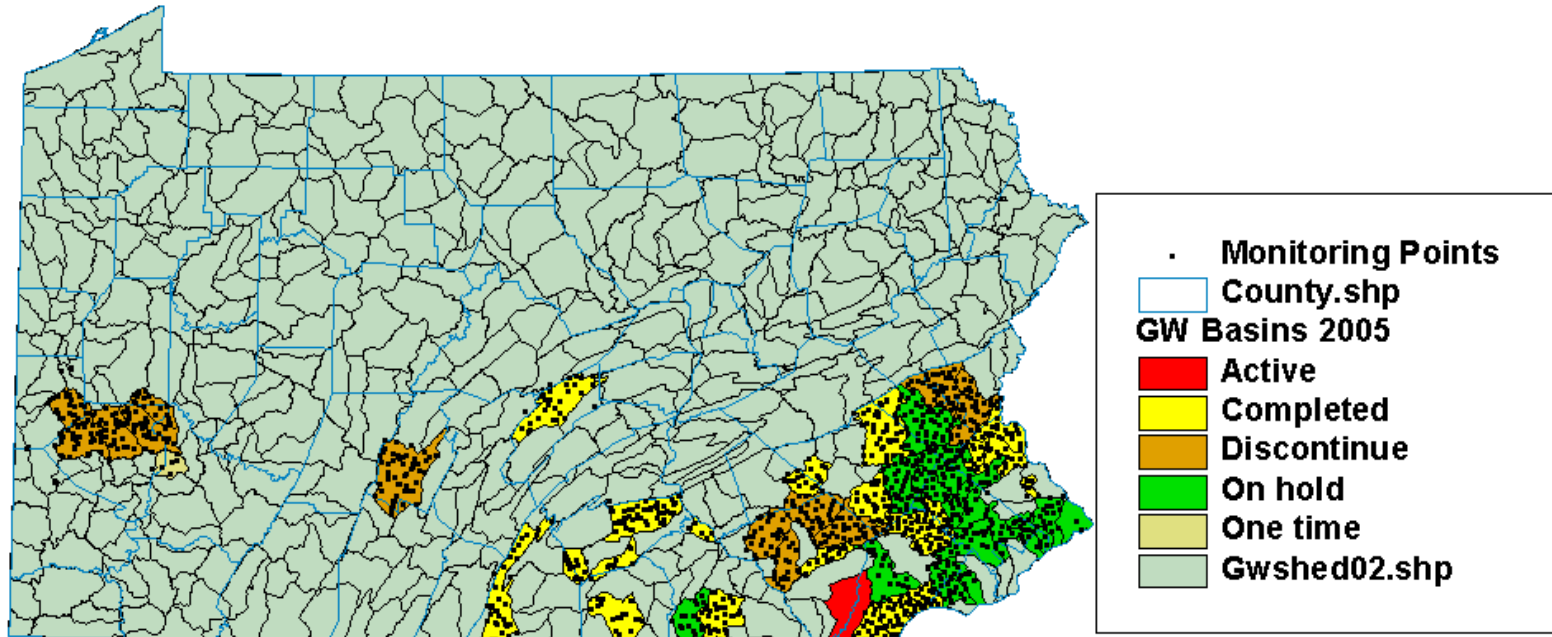 Monitoring Points
County.shp
GW Basins 2005
Active
Completed
Discontinue
On hold
One time
Gwshed02.shp